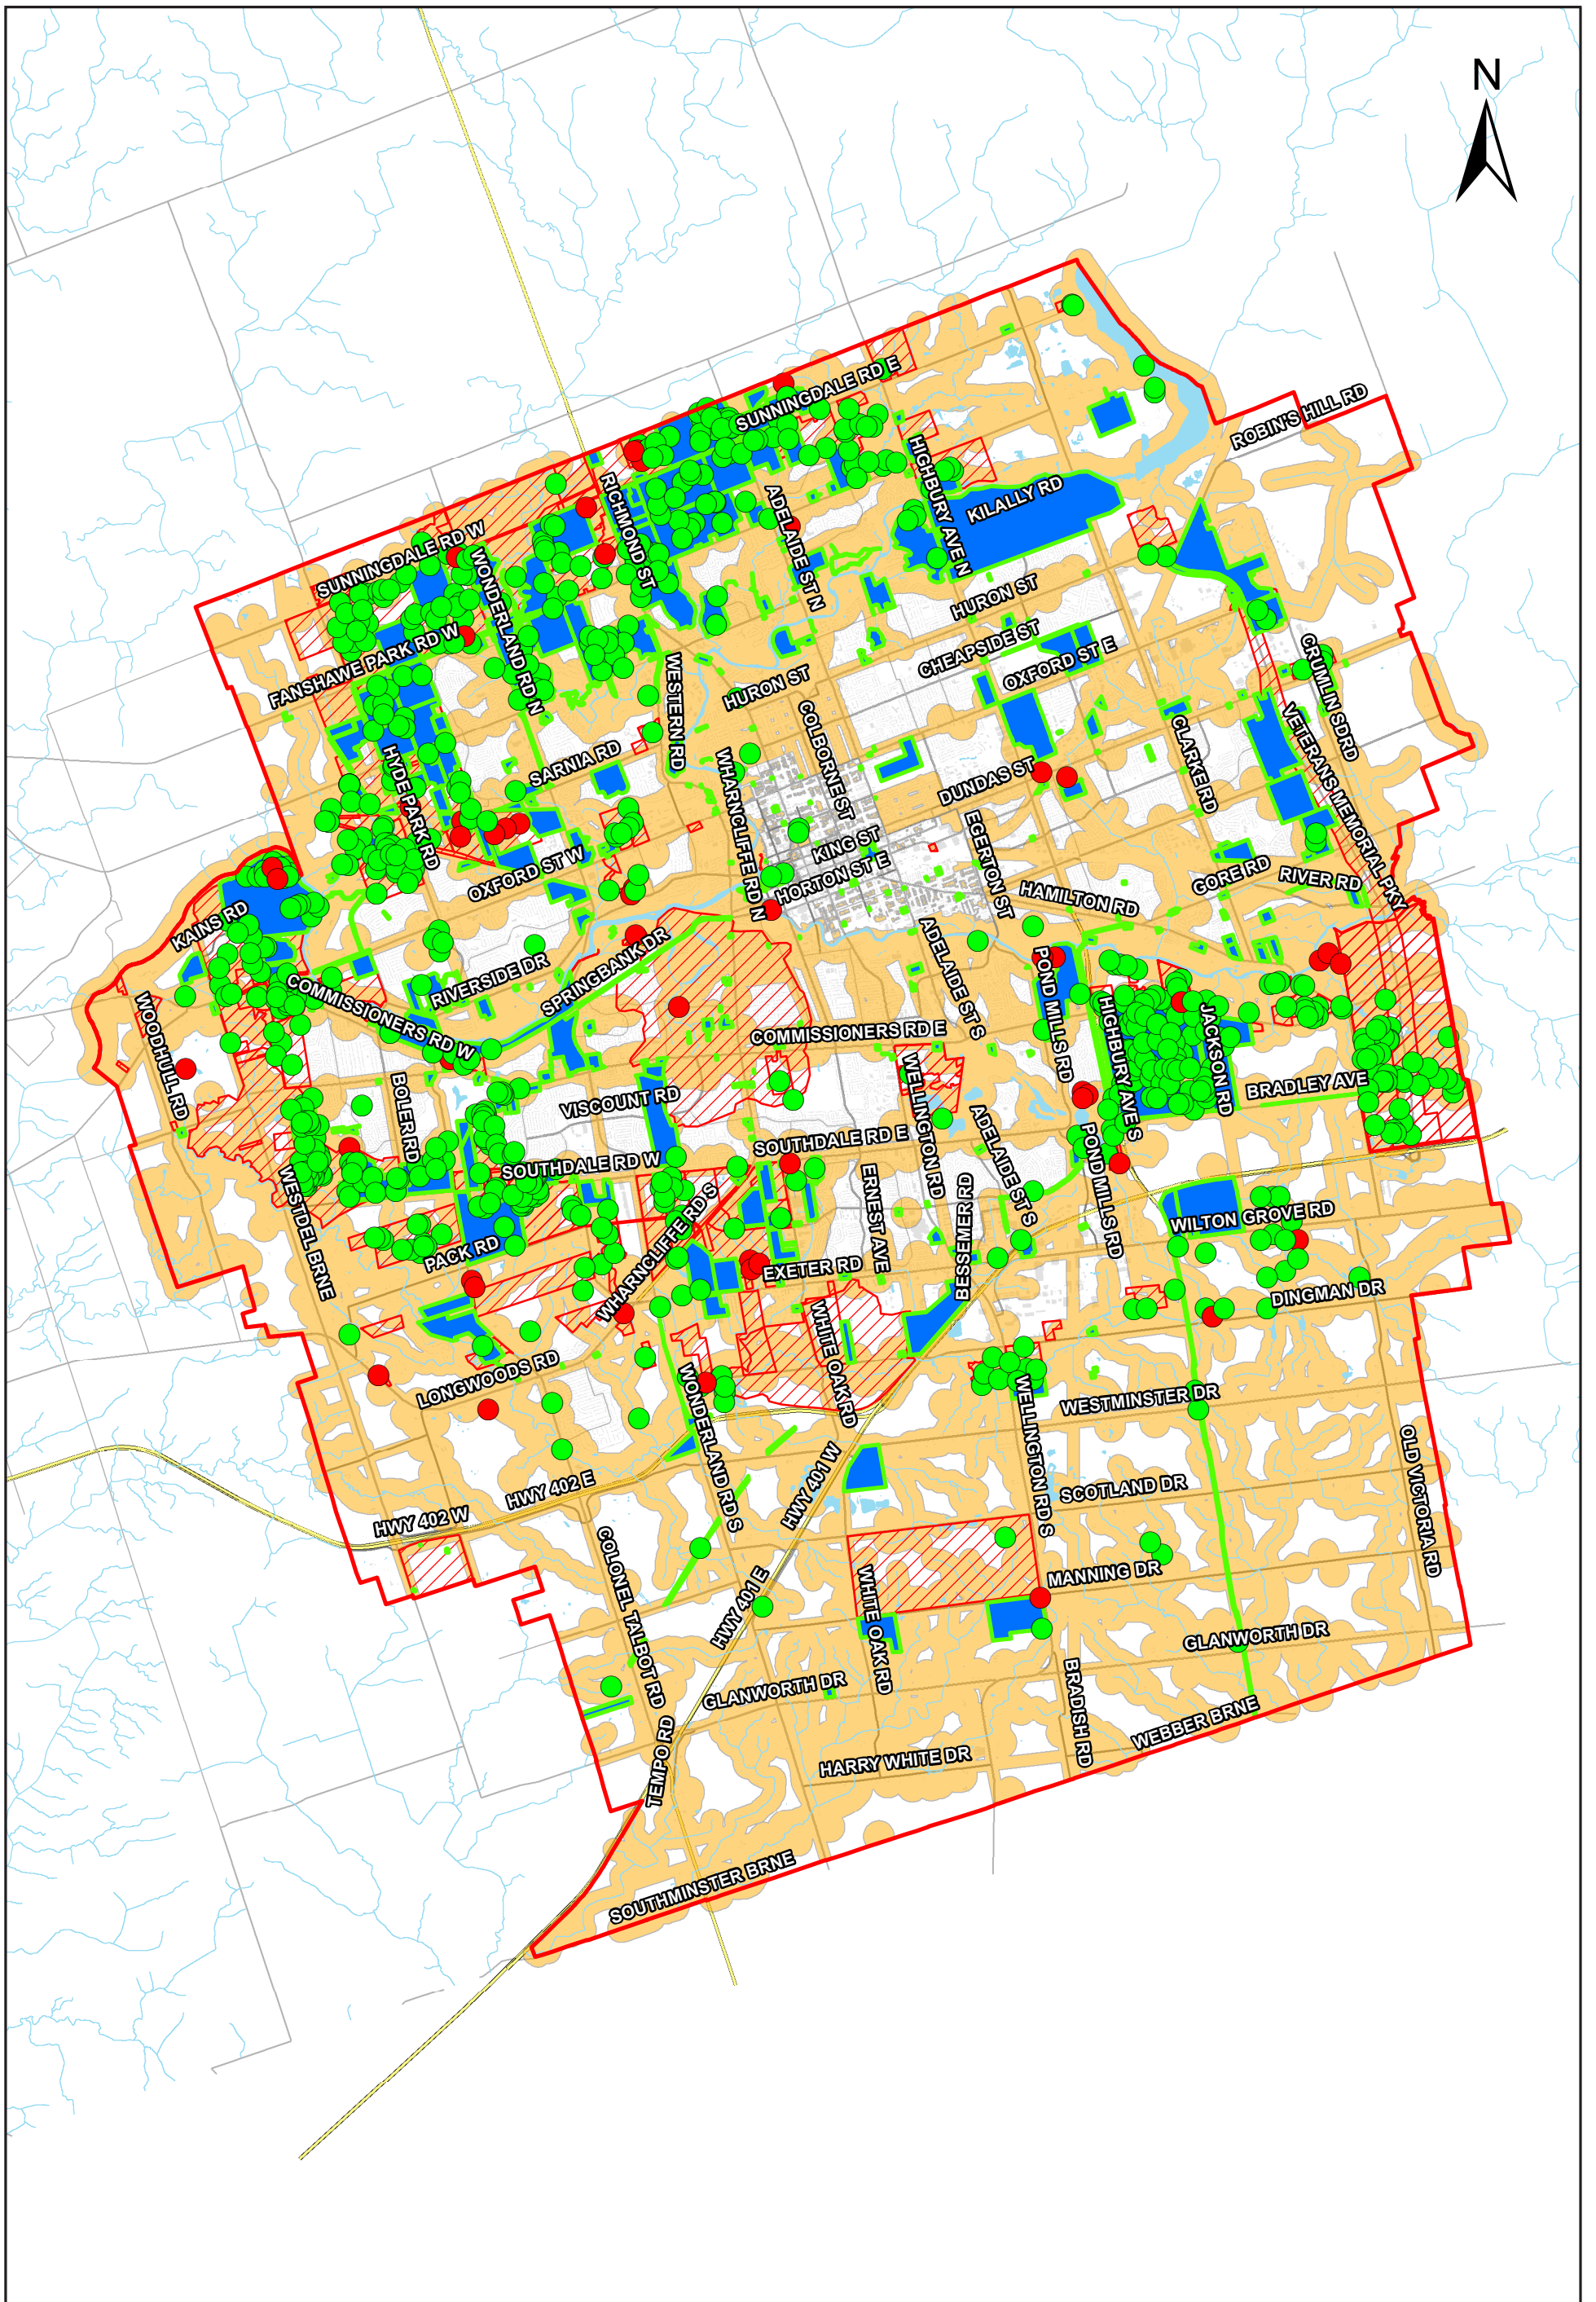 N
ROBIN'S HILL RD
SUNNINGDALE RD E
HIGHBURY AVE N
KILALLY RD
RICHMOND ST
ADELAIDE ST N
SUNNINGDALE RD W
WONDERLAND RD N
HURON ST
CHEAPSIDE ST
OXFORD ST E
FANSHAWE PARK RD W
WESTERN RD
HURON ST
CRUMLIN SDRD
COLBORNE ST
CLARKE RD
VETERANS MEMORIAL PKY
HYDE PARK RD
SARNIA RD
WHARNCLIFFE RD N
DUNDAS ST
EGERTON ST
KING ST
HORTON ST E
OXFORD ST W
HAMILTON RD
GORE RD
RIVER RD
KAINS RD
SPRINGBANK DR
RIVERSIDE DR
COMMISSIONERS RD W
ADELAIDE ST S
POND MILLS RD
HIGHBURY AVE S
JACKSON RD
COMMISSIONERS RD E
WOODHULL RD
BOLER RD
VISCOUNT RD
WELLINGTON RD
BRADLEY AVE
SOUTHDALE RD E
ADELAIDE ST S
SOUTHDALE RD W
ERNEST AVE
BESSEMER RD
POND MILLS RD
WESTDEL BRNE
WILTON GROVE RD
PACK RD
WHARNCLIFFE RD S
EXETER RD
DINGMAN DR
WHITE OAK RD
LONGWOODS RD
WONDERLAND RD S
WELLINGTON RD S
WESTMINSTER DR
OLD VICTORIA RD
HWY 401 W
HWY 402 E
SCOTLAND DR
HWY 402 W
COLONEL TALBOT RD
HWY 401 E
WHITE OAK RD
MANNING DR
GLANWORTH DR
GLANWORTH DR
BRADISH RD
WEBBER BRNE
TEMPO RD
HARRY WHITE DR
SOUTHMINSTER BRNE